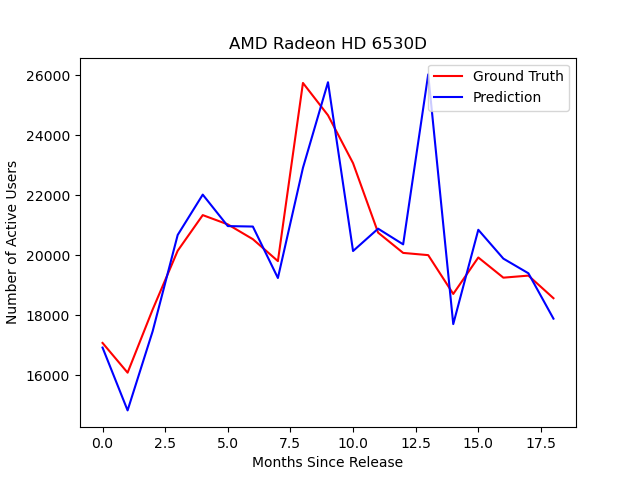 AMD Radeon HD 6530D
Ground Truth
Prediction
Number of Active Users
26000
24000
22000
20000
18000
16000
0.0 2.5 5.0 7.5 10.0 12.5 15.0 17.5
Months Since Release